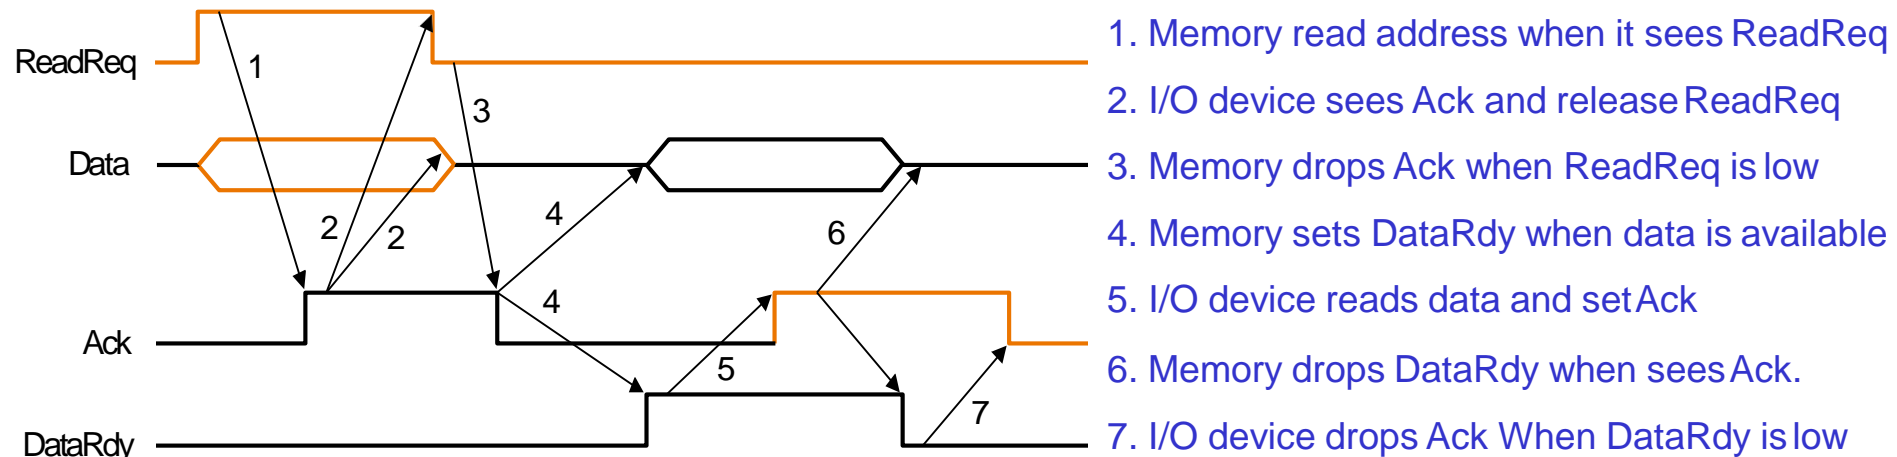 ReadReq
Data
Ack
DataRdy
1
2
2
3
4
4
5
6
7
1. Memory read address when it sees ReadReq
2. I/O device sees Ack and release ReadReq
3. Memory drops Ack when ReadReq is low
4. Memory sets DataRdy when data is available
5. I/O device reads data and set Ack
6. Memory drops DataRdy when sees Ack.
7. I/O device drops Ack When DataRdy is low